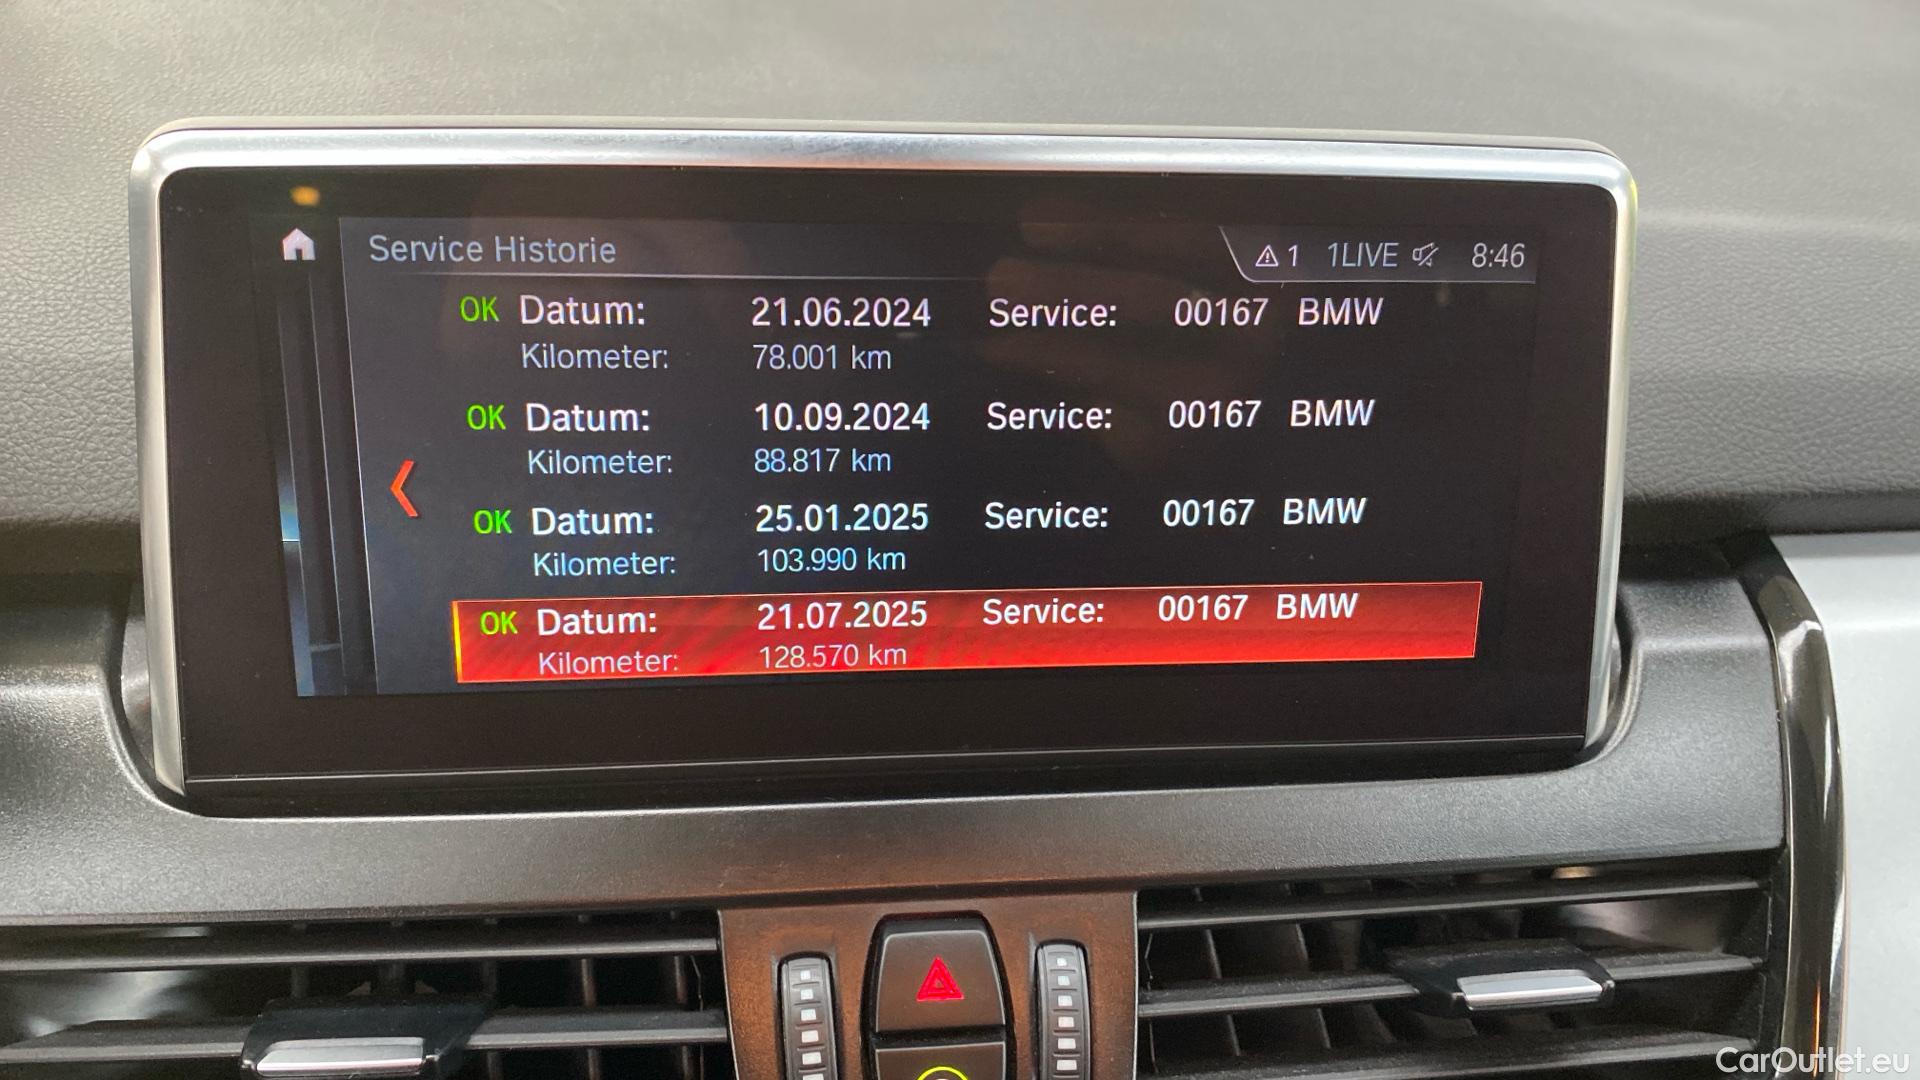 Service Historie
1 1LIVE 8:46
OK Datum: 21.06.2024 Service: 00167 BMW
Kilometer: 78.001 km
OK Datum: 10.09.2024 Service: 00167 BMW
Kilometer: 88.817 km
OK Datum: 25.01.2025 Service: 00167 BMW
Kilometer: 103.990 km
OK Datum: 21.07.2025 Service: 00167 BMW
Kilometer: 128.570 km
CarOutlet.eu